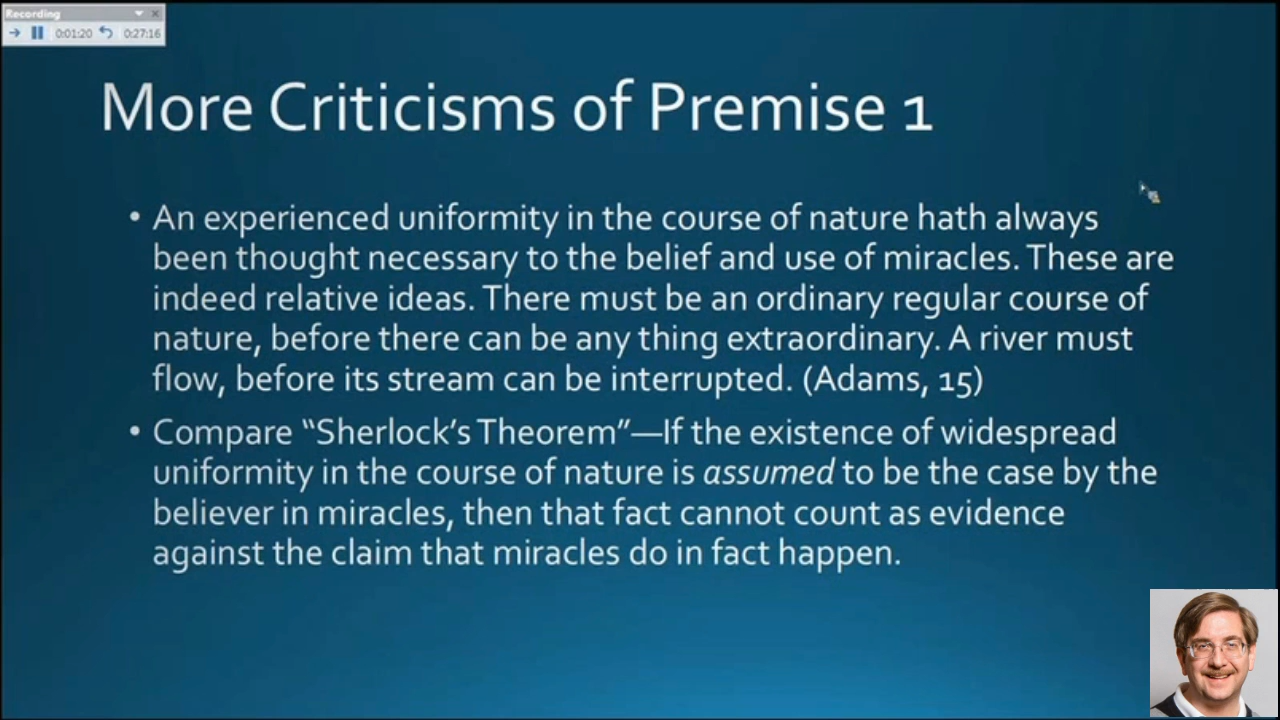 Recording
0:01:20 0:27:16
More Criticisms of Premise 1
• An experienced uniformity in the course of nature hath always
been thought necessary to the belief and use of miracles. These are
indeed relative ideas. There must be an ordinary regular course of
nature, before there can be any thing extraordinary. A river must
flow, before its stream can be interrupted. (Adams, 15)
• Compare “Sherlock’s Theorem”—If the existence of widespread
uniformity in the course of nature is assumed to be the case by the
believer in miracles, then that fact cannot count as evidence
against the claim that miracles do in fact happen.